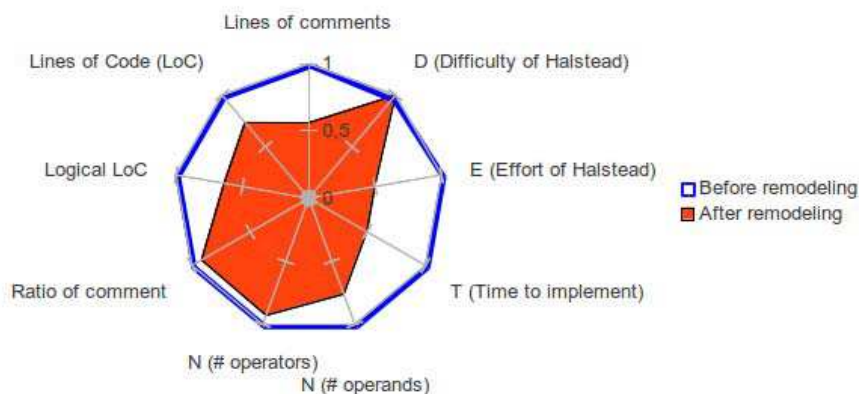 Lines of comments
Lines of Code (LoC)
1
D (Difficulty of Halstead)
0,5
Logical LoC
E (Effort of Halstead)
0
Before remodeling
After remodeling
Ratio of comment
T (Time to implement)
N (# operators)
N (# operands)